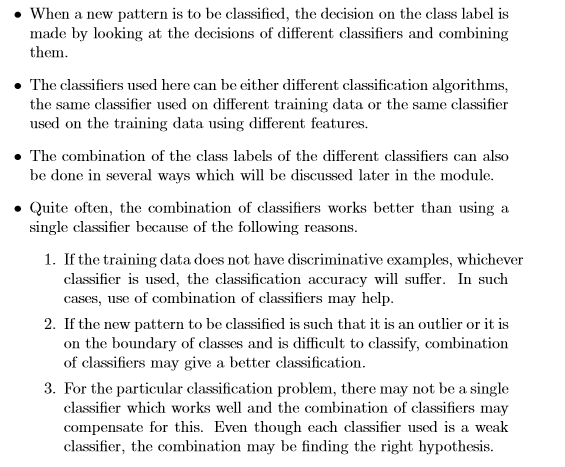 • When a new pattern is to be classified, the decision on the class label is
made by looking at the decisions of different classifiers and combining
them.
• The classifiers used here can be either different classification algorithms,
the same classifier used on different training data or the same classifier
used on the training data using different features.
• The combination of the class labels of the different classifiers can also
be done in several ways which will be discussed later in the module.
• Quite often, the combination of classifiers works better than using a
single classifier because of the following reasons.
1. If the training data does not have discriminative examples, whichever
classifier is used, the classification accuracy will suffer. In such
cases, use of combination of classifiers may help.
2. If the new pattern to be classified is such that it is an outlier or it is
on the boundary of classes and is difficult to classify, combination
of classifiers may give a better classification.
3. For the particular classification problem, there may not be a single
classifier which works well and the combination of classifiers may
compensate for this. Even though each classifier used is a weak
classifier, the combination may be finding the right hypothesis.